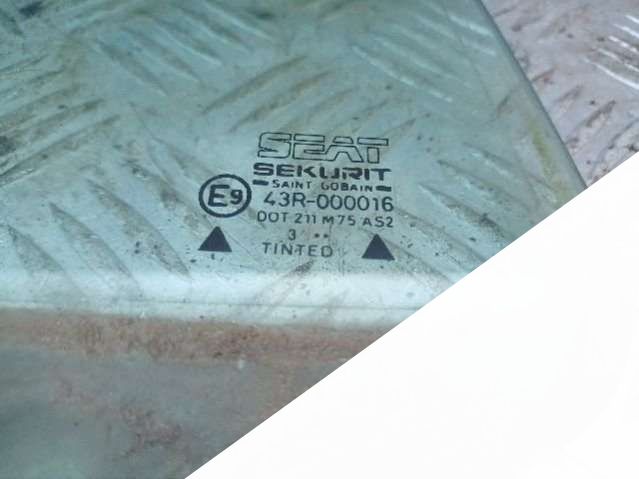 SEAT
SEKURIT
SAINT-GOBAIN
E9 43R-000016
DOT 211 M75 AS2
3 ••
TINTED